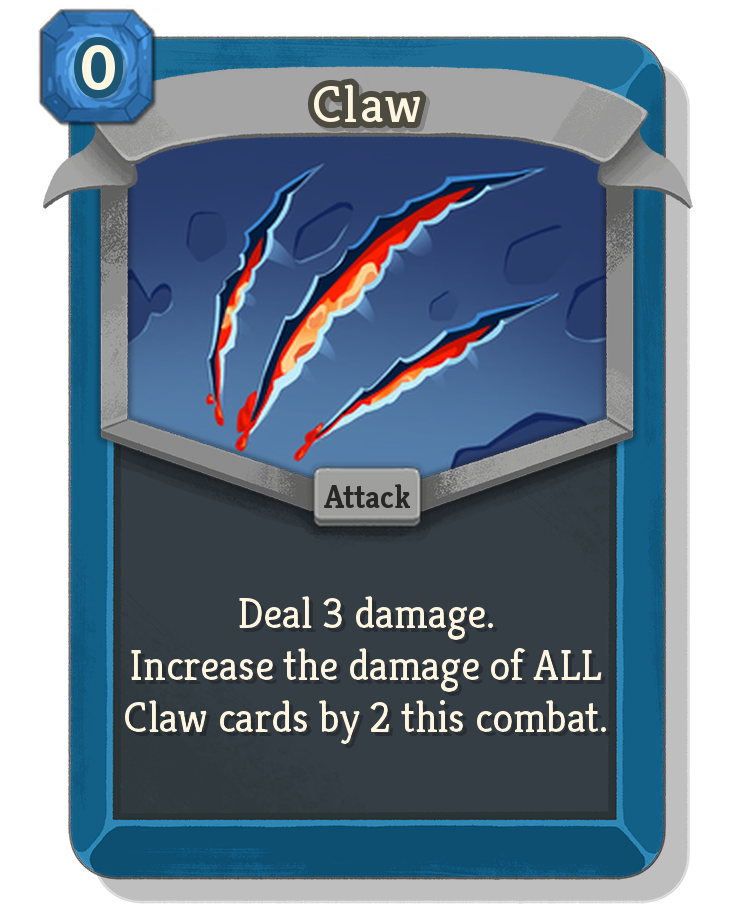 0
Claw
Attack
Deal 3 damage.
Increase the damage of ALL
Claw cards by 2 this combat.